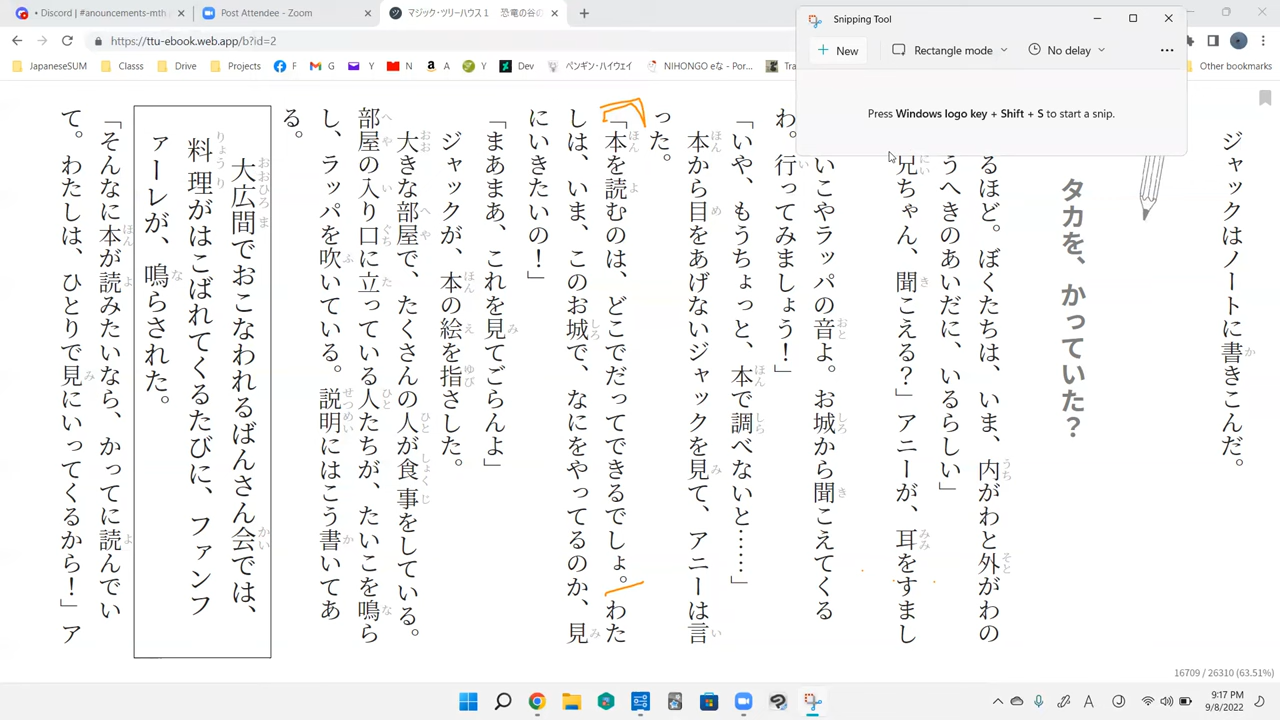 Discord | #announcements-mth
Post Attendee - Zoom
マジック・ツリーハウス 1 恐竜の谷の
https://ttu-ebook.web.app/b?id=2
JapaneseSUM
Classs
Drive
Projects
F
G
Y
N
A
Y
Dev
ペンギン・ハイウェイ
NIHONGO eな - Por...
Tra
Other bookmarks
Snipping Tool
New
Rectangle mode
No delay
Press Windows logo key + Shift + S to start a snip.
ジャックはノートに書きこんだ。
タカを、かっていた？
るほど。ぼくたちは、いま、内がわと外がわの
うへきのあいだに、いるらしい」
兄ちゃん、聞こえる？」アニーが、耳をすまし
いこやラッパの音よ。お城から聞こえてくる
わ。行ってみましょう！」
「いや、もうちょっと、本で調べないと……」
本から目をあげないジャックを見て、アニーは言
った。
「本を読むのは、どこでだってできるでしょ。わた
しは、いま、このお城で、なにをやってるのか、見
にいきたいの！」
「まあまあ、これを見てごらんよ」
ジャックが、本の絵を指さした。
大きな部屋で、たくさんの人が食事をしている。
部屋の入り口に立っている人たちが、たいこを鳴ら
し、ラッパを吹いている。説明にはこう書いてあ
る。
大広間でおこなわれるばんさん会では、
料理がはこばれてくるたびに、ファンフ
ァーレが、鳴らされた。
「そんなに本が読みたいなら、かってに読んでい
て。わたしは、ひとりで見にいってくるから！」ア
16709 / 26310 (63.51%)
9:17 PM
9/8/2022